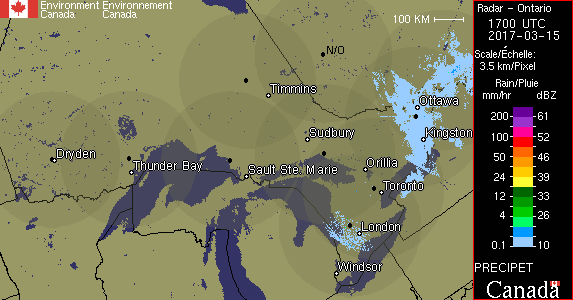 Environment Environnement
Canada Canada
100 KM
N/O
Timmins
Ottawa
Sudbury
Kingston
Dryden
Thunder Bay
Sault Ste. Marie
Orillia
Toronto
London
Windsor
Radar - Ontario
1700 UTC
2017-03-15
Scale/Échelle:
3.5 km/Pixel
Rain/Pluie
mm/hr dBZ
200 61
100 52
50 46
24 39
12 33
4 26
0.1 10
PRECIPET
Canada